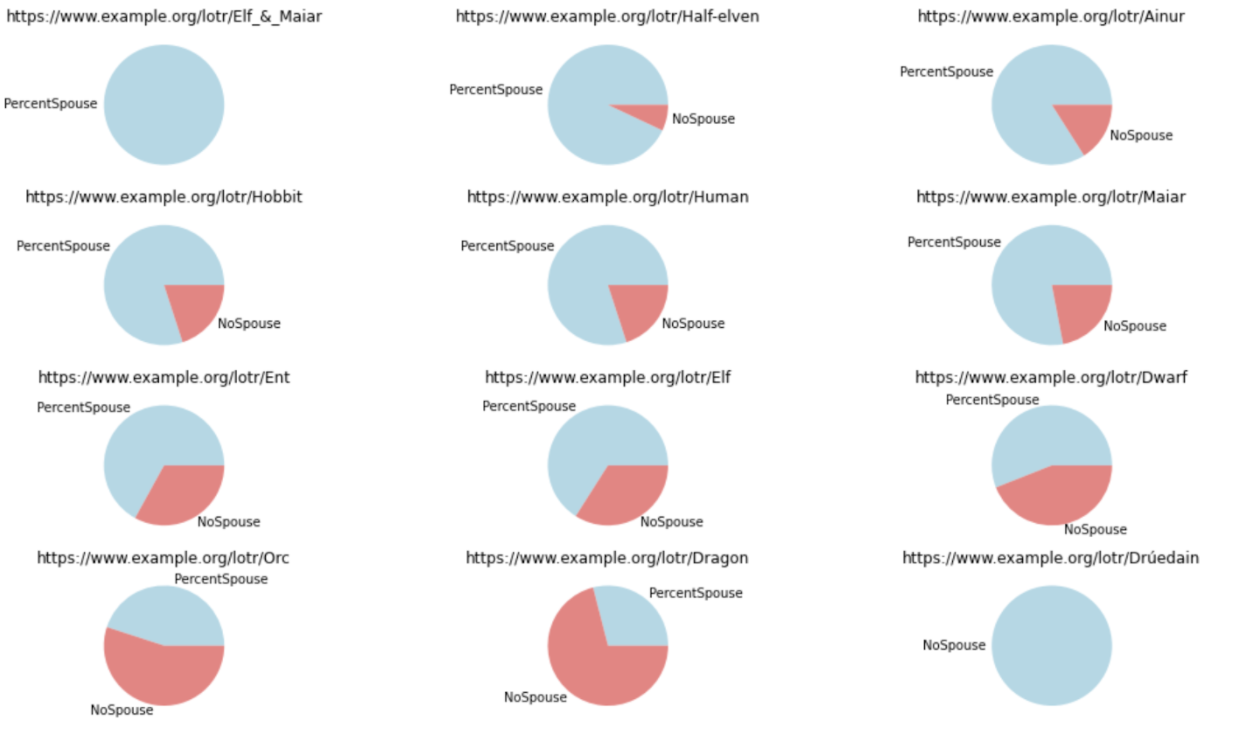 https://www.example.org/lotr/Elf_&_Maiar
PercentSpouse
https://www.example.org/lotr/Half-elven
PercentSpouse
NoSpouse
https://www.example.org/lotr/Ainur
PercentSpouse
NoSpouse
https://www.example.org/lotr/Hobbit
PercentSpouse
NoSpouse
https://www.example.org/lotr/Human
PercentSpouse
NoSpouse
https://www.example.org/lotr/Maiar
PercentSpouse
NoSpouse
https://www.example.org/lotr/Ent
PercentSpouse
NoSpouse
https://www.example.org/lotr/Elf
PercentSpouse
NoSpouse
https://www.example.org/lotr/Dwarf
PercentSpouse
NoSpouse
https://www.example.org/lotr/Orc
PercentSpouse
NoSpouse
https://www.example.org/lotr/Dragon
PercentSpouse
NoSpouse
https://www.example.org/lotr/Drúedain
NoSpouse